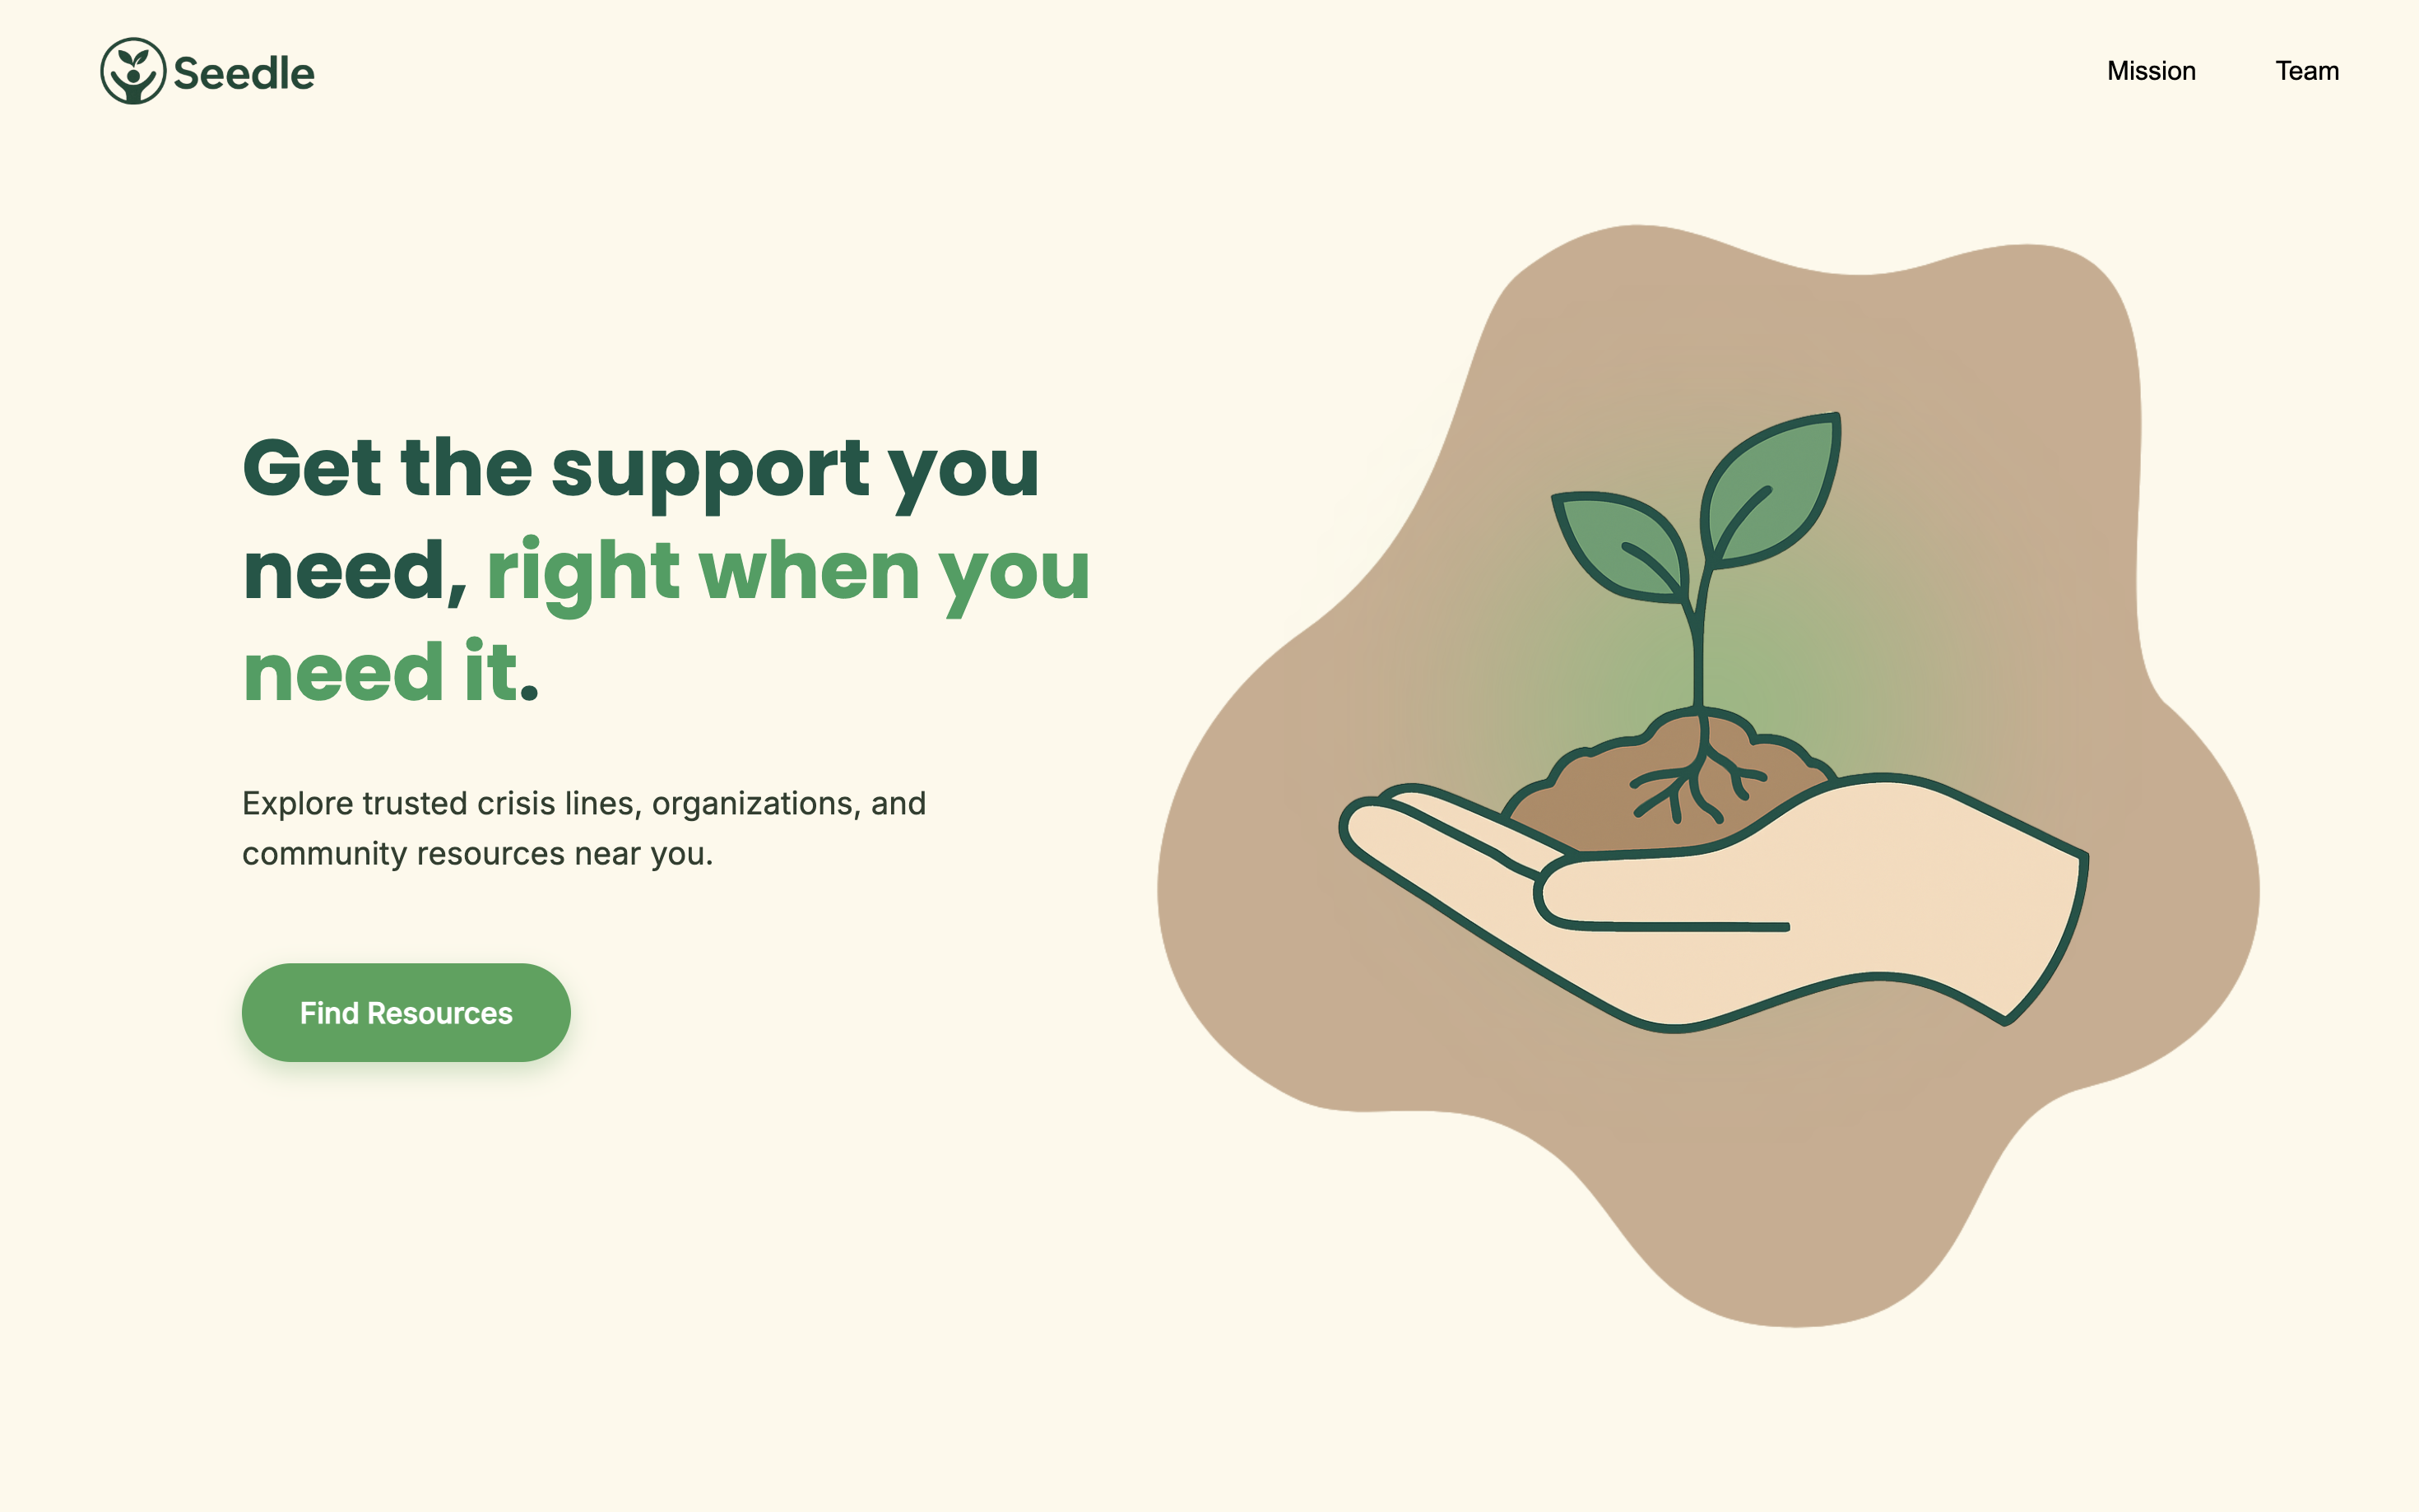 Seedle
Mission
Team
Get the support you
need, right when you
need it.
Explore trusted crisis lines, organizations, and
community resources near you.
Find Resources